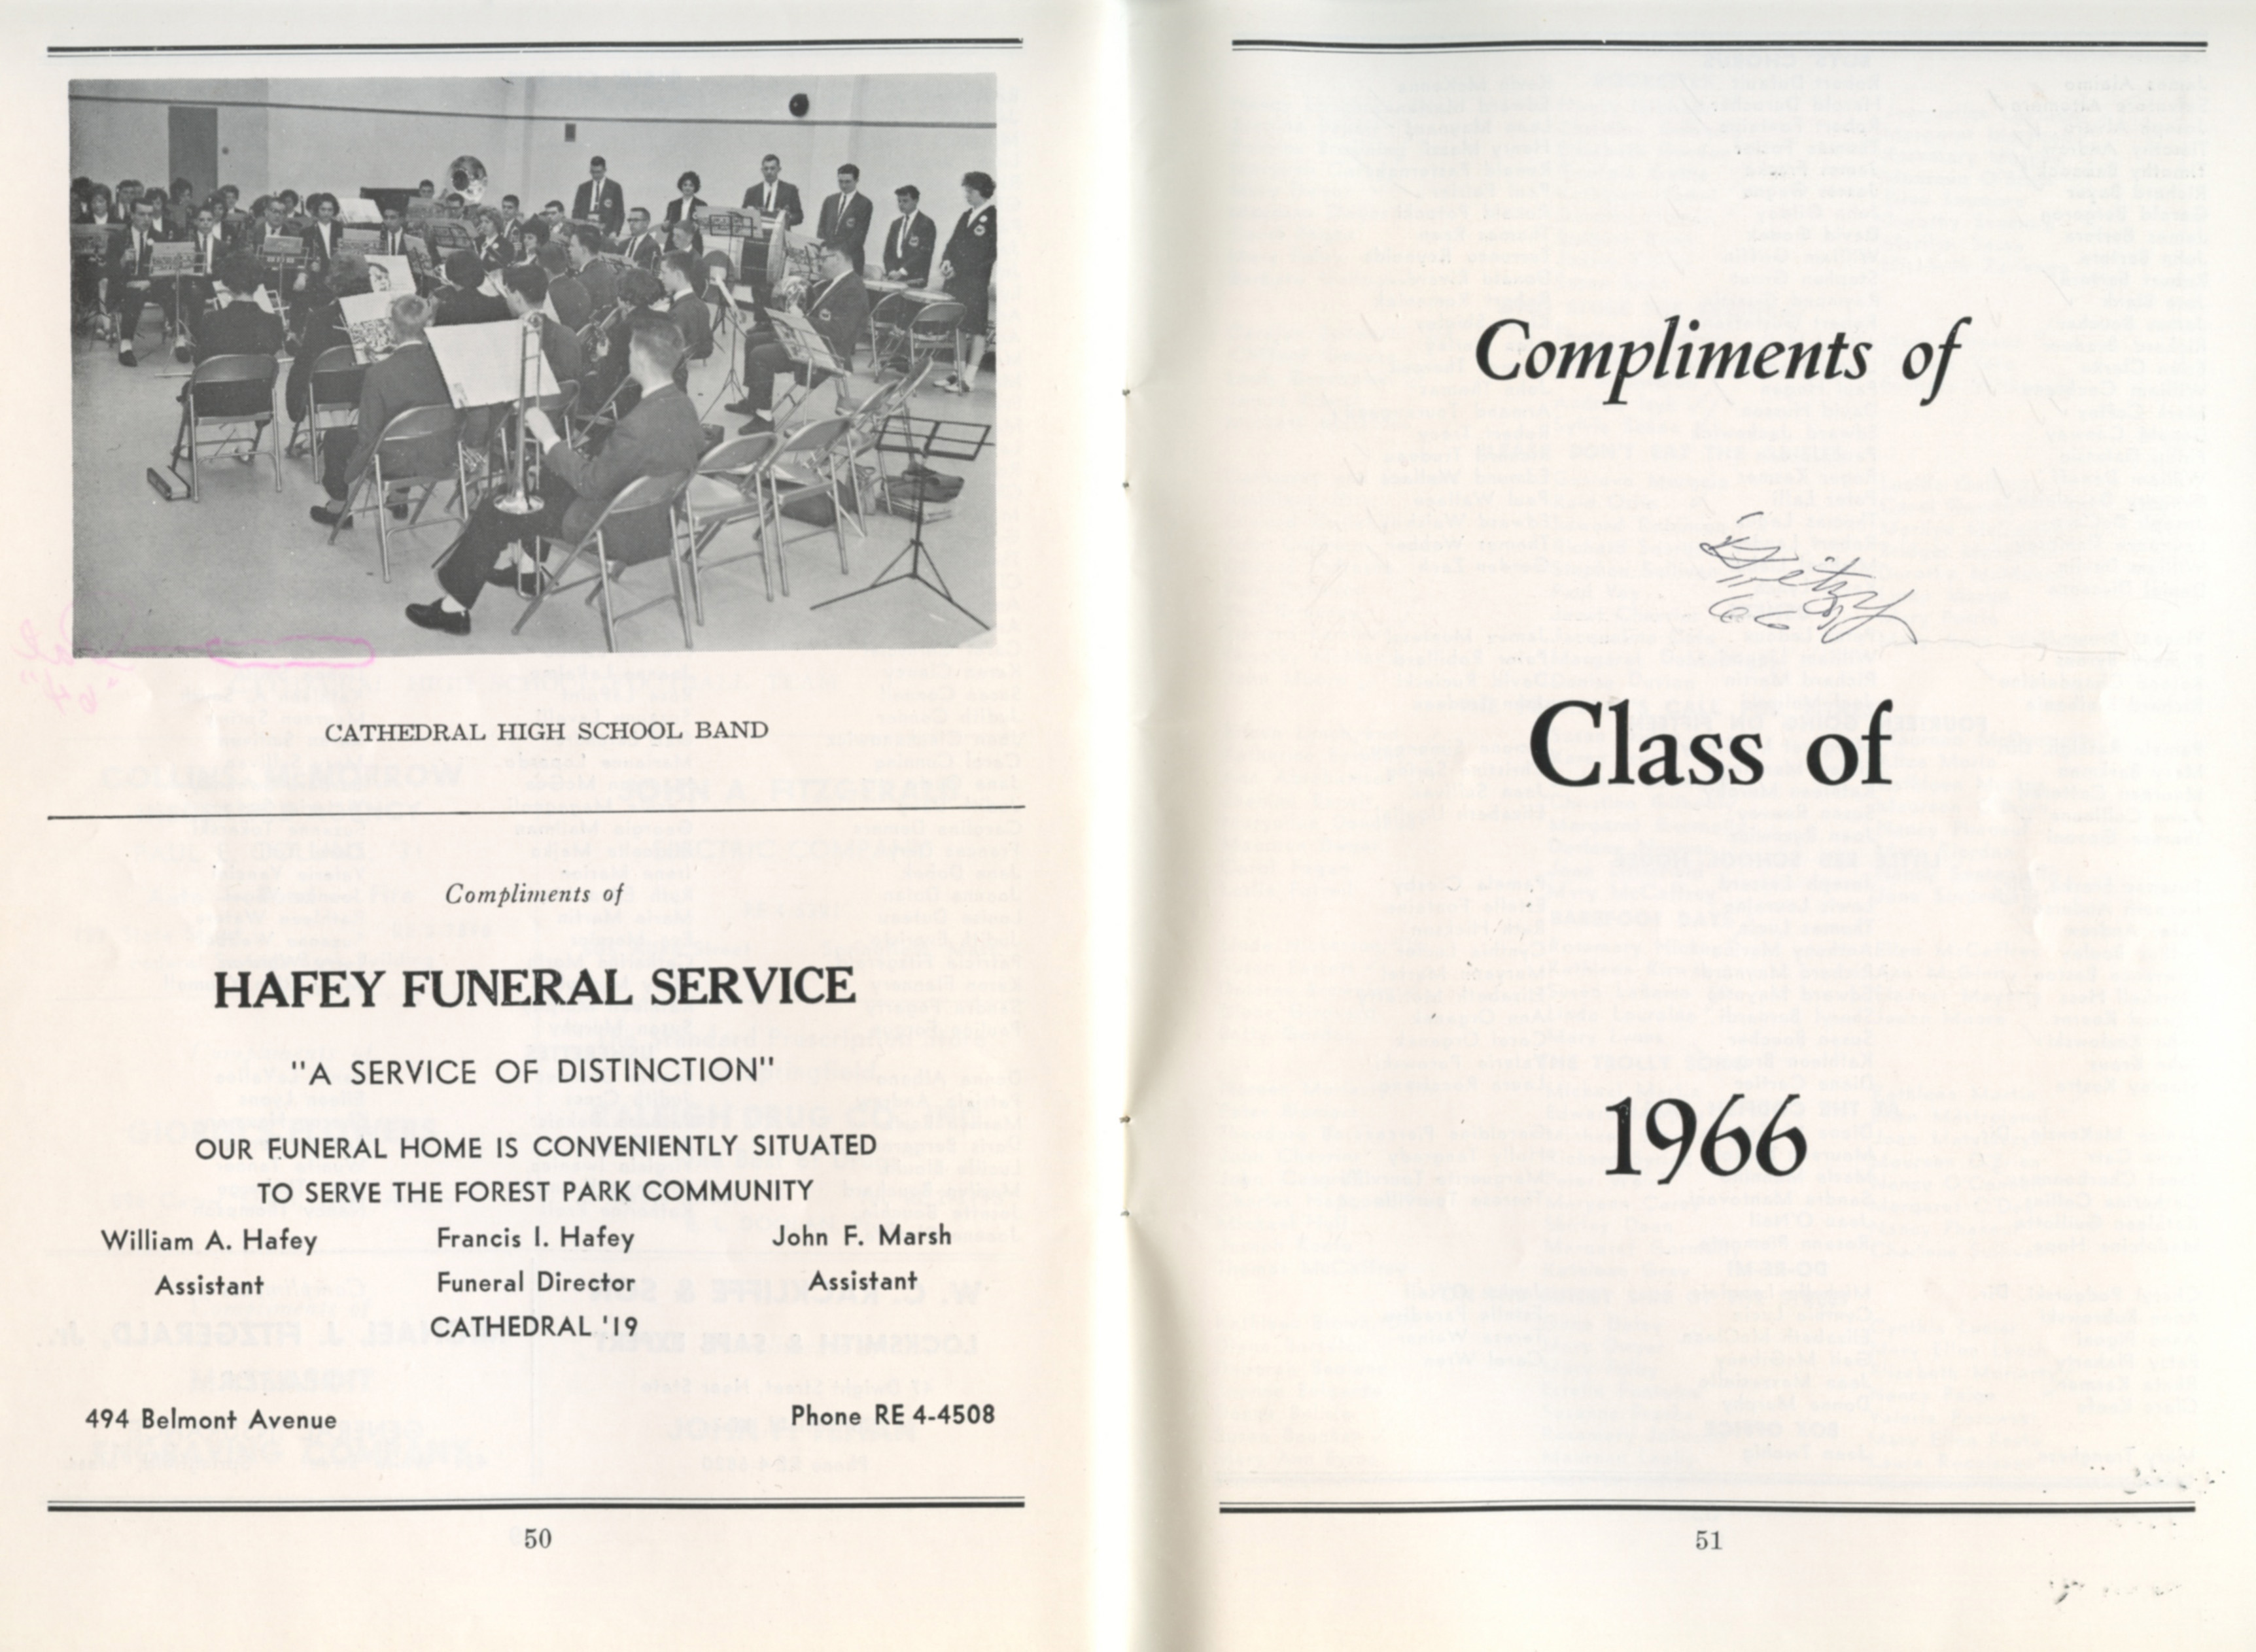 CATHEDRAL HIGH SCHOOL BAND
Compliments of
HAFEY FUNERAL SERVICE
"A SERVICE OF DISTINCTION"
OUR FUNERAL HOME IS CONVENIENTLY SITUATED
TO SERVE THE FOREST PARK COMMUNITY
William A. Hafey Francis I. Hafey John F. Marsh
Assistant Funeral Director Assistant
CATHEDRAL '19
494 Belmont Avenue Phone RE 4-4508
50
Compliments of
66
Class of
1966
51